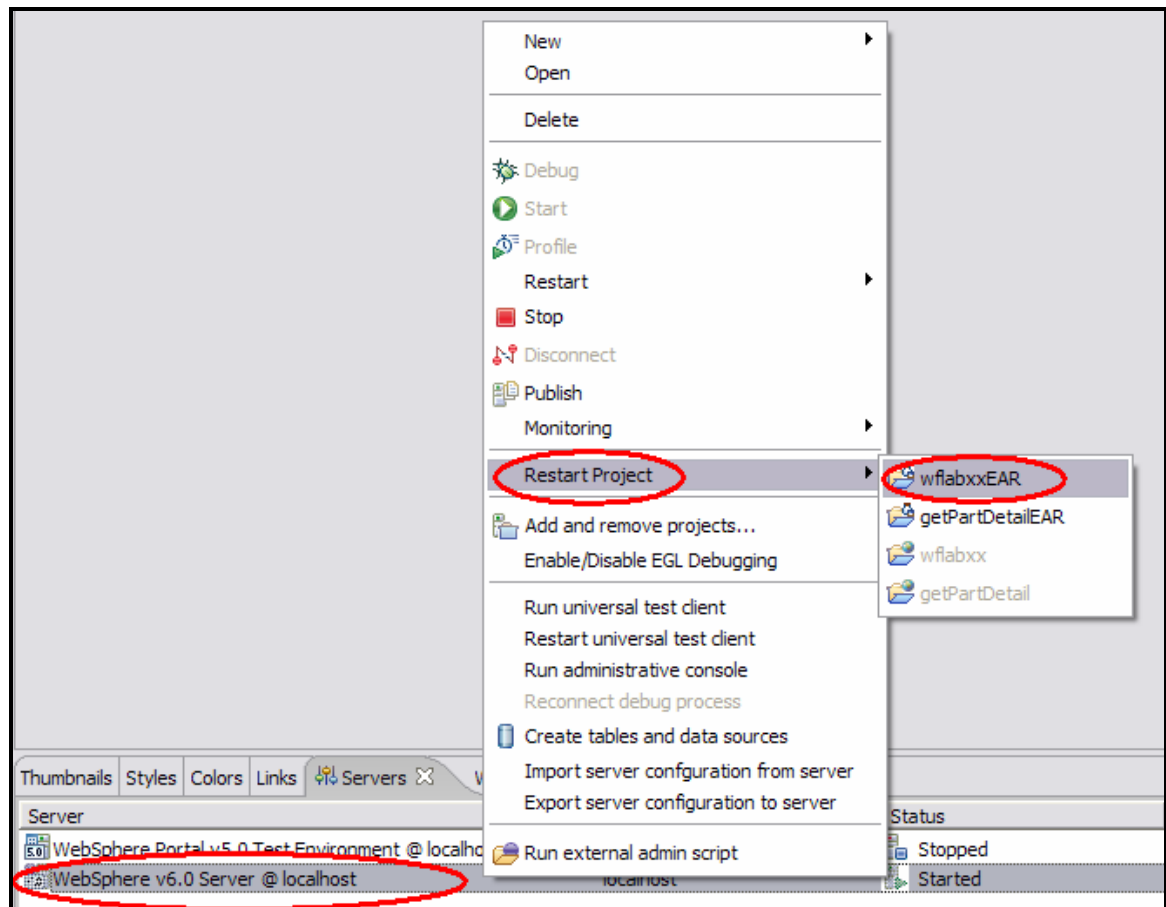 New
Open
Delete
Debug
Start
Profile
Restart
Stop
Disconnect
Publish
Monitoring
Restart Project
Add and remove projects...
Enable/Disable EGL Debugging
Run universal test client
Restart universal test client
Run administrative console
Reconnect debug process
Create tables and data sources
Import server confguration from server
Export server configuration to server
Run external admin script
wflabxxEAR
getPartDetailEAR
wflabxx
getPartDetail
Thumbnails Styles Colors Links Servers
Server Status
5.0 WebSphere Portal v5.0 Test Environment @ localho Stopped
WebSphere v6.0 Server @ localhost localhost Started